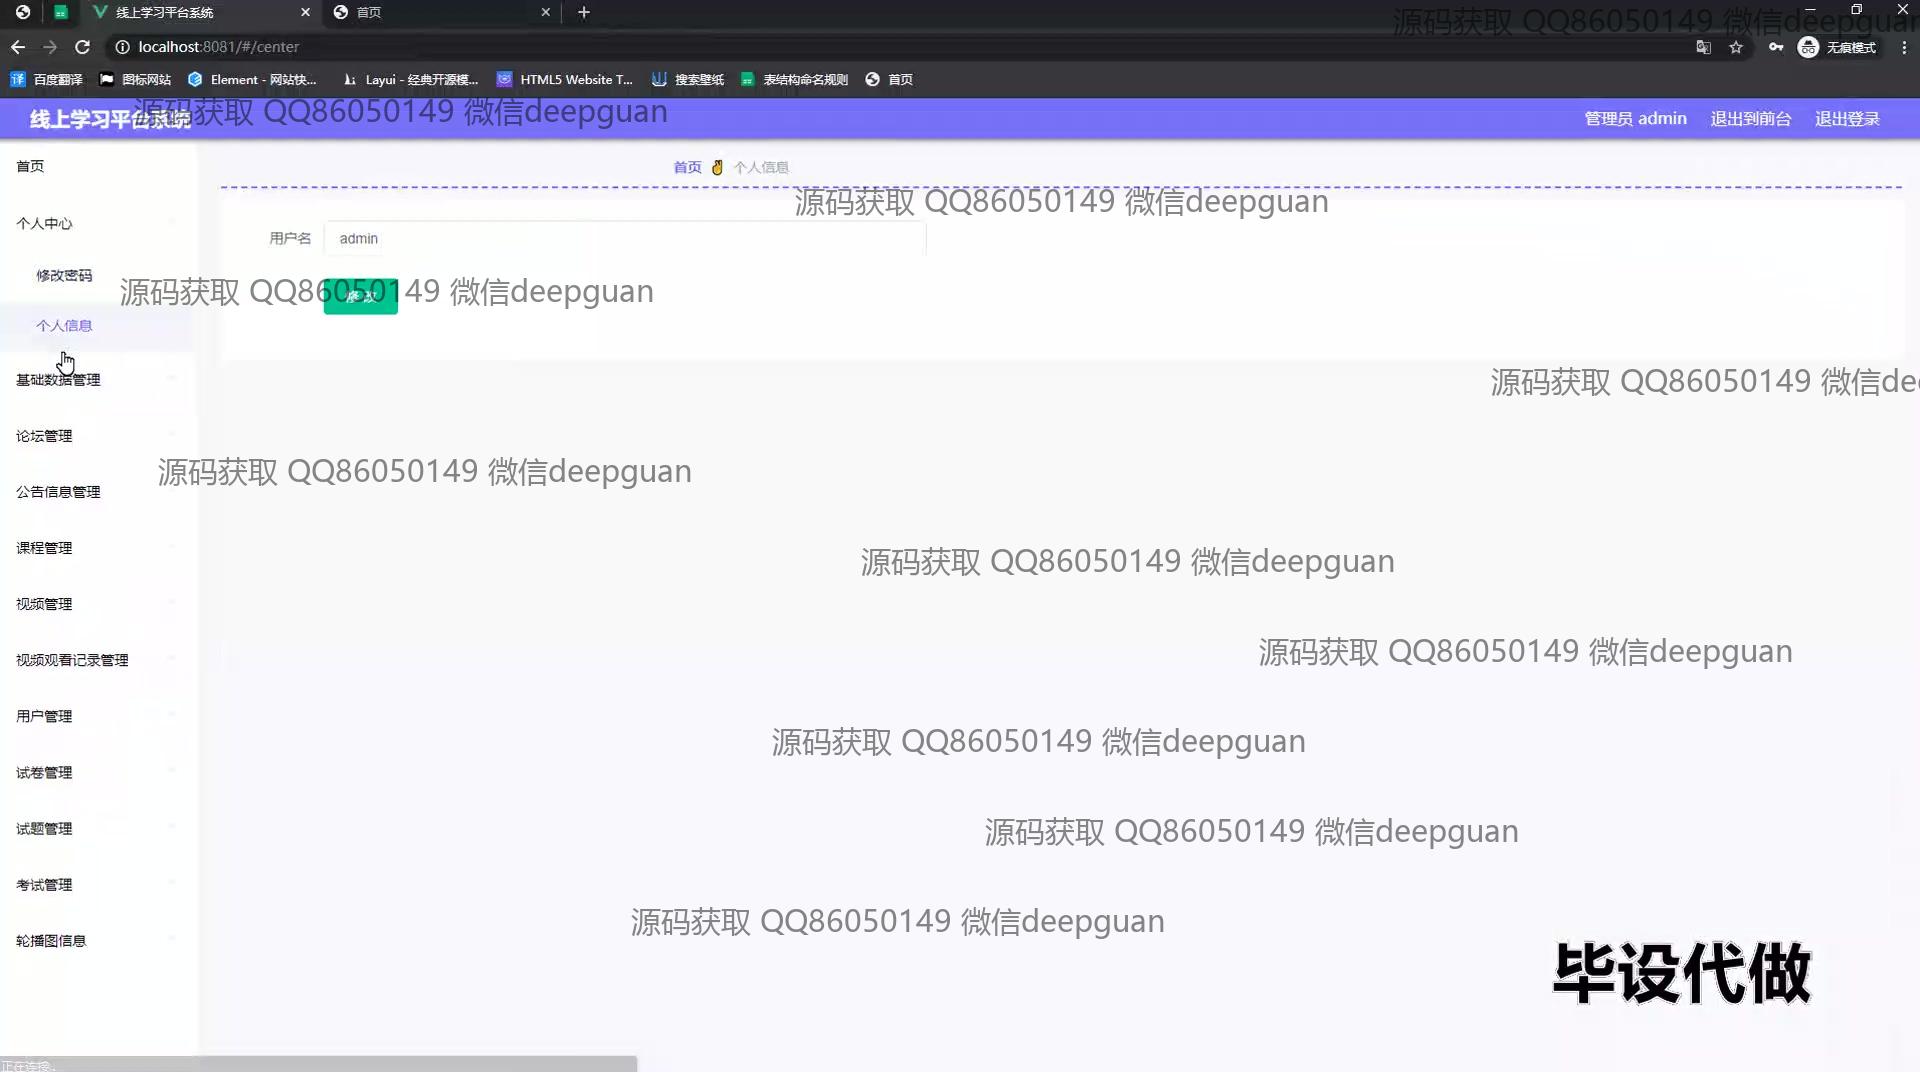 线上学习平台系统
首页
localhost:8081/#/center
无痕模式
百度翻译
图标网站
Element - 网站快...
Layui - 经典开源模...
HTML5 Website T...
搜索壁纸
表结构命名规则
首页
源码获取 QQ86050149 微信deepguan
线上学习平台系统
源码获取 QQ86050149 微信deepguan
管理员 admin
退出到前台
退出登录
首页
首页
个人信息
源码获取 QQ86050149 微信deepguan
个人中心
用户名
admin
修改密码
源码获取 QQ86050149 微信deepguan
修改
个人信息
基础数据管理
源码获取 QQ86050149 微信de
论坛管理
源码获取 QQ86050149 微信deepguan
公告信息管理
课程管理
源码获取 QQ86050149 微信deepguan
视频管理
视频观看记录管理
源码获取 QQ86050149 微信deepguan
用户管理
源码获取 QQ86050149 微信deepguan
试卷管理
试题管理
源码获取 QQ86050149 微信deepguan
考试管理
源码获取 QQ86050149 微信deepguan
轮播图信息
毕设代做
正在连接...